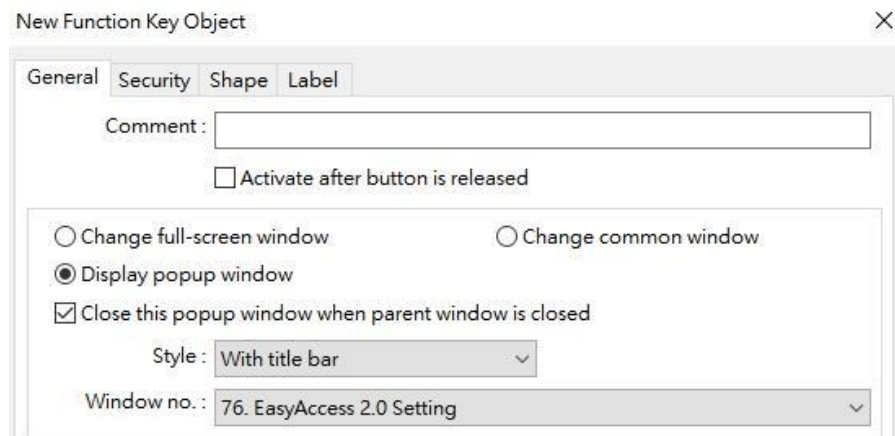 New Function Key Object
General Security Shape Label
Comment :
Activate after button is released
Change full-screen window Change common window
Display popup window
Close this popup window when parent window is closed
Style : With title bar
Window no. : 76. EasyAccess 2.0 Setting